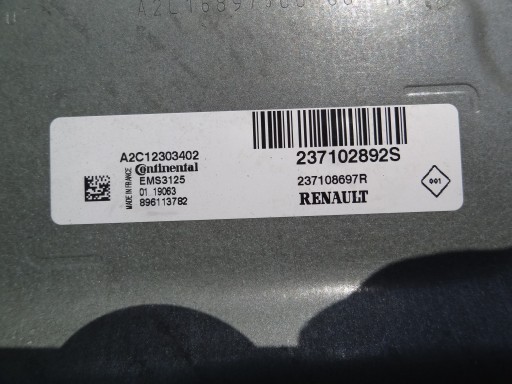 A2C12303402
Continental
MADE IN FRANCE
EMS3125
01 19063
896113782
237102892S
237108697R
RENAULT
001